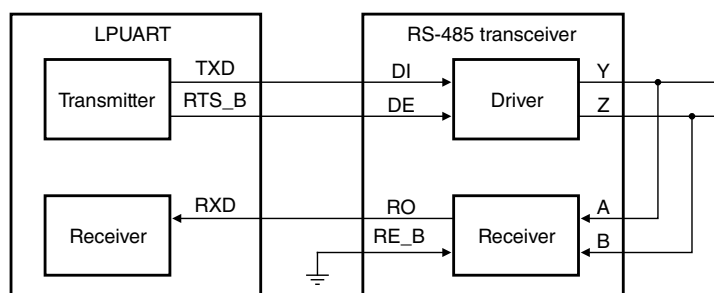 LPUART
RS-485 transceiver
TXD
DI
Y
Transmitter
Driver
RTS_B
DE
Z
RXD
RO
A
Receiver
RE_B
Receiver
B